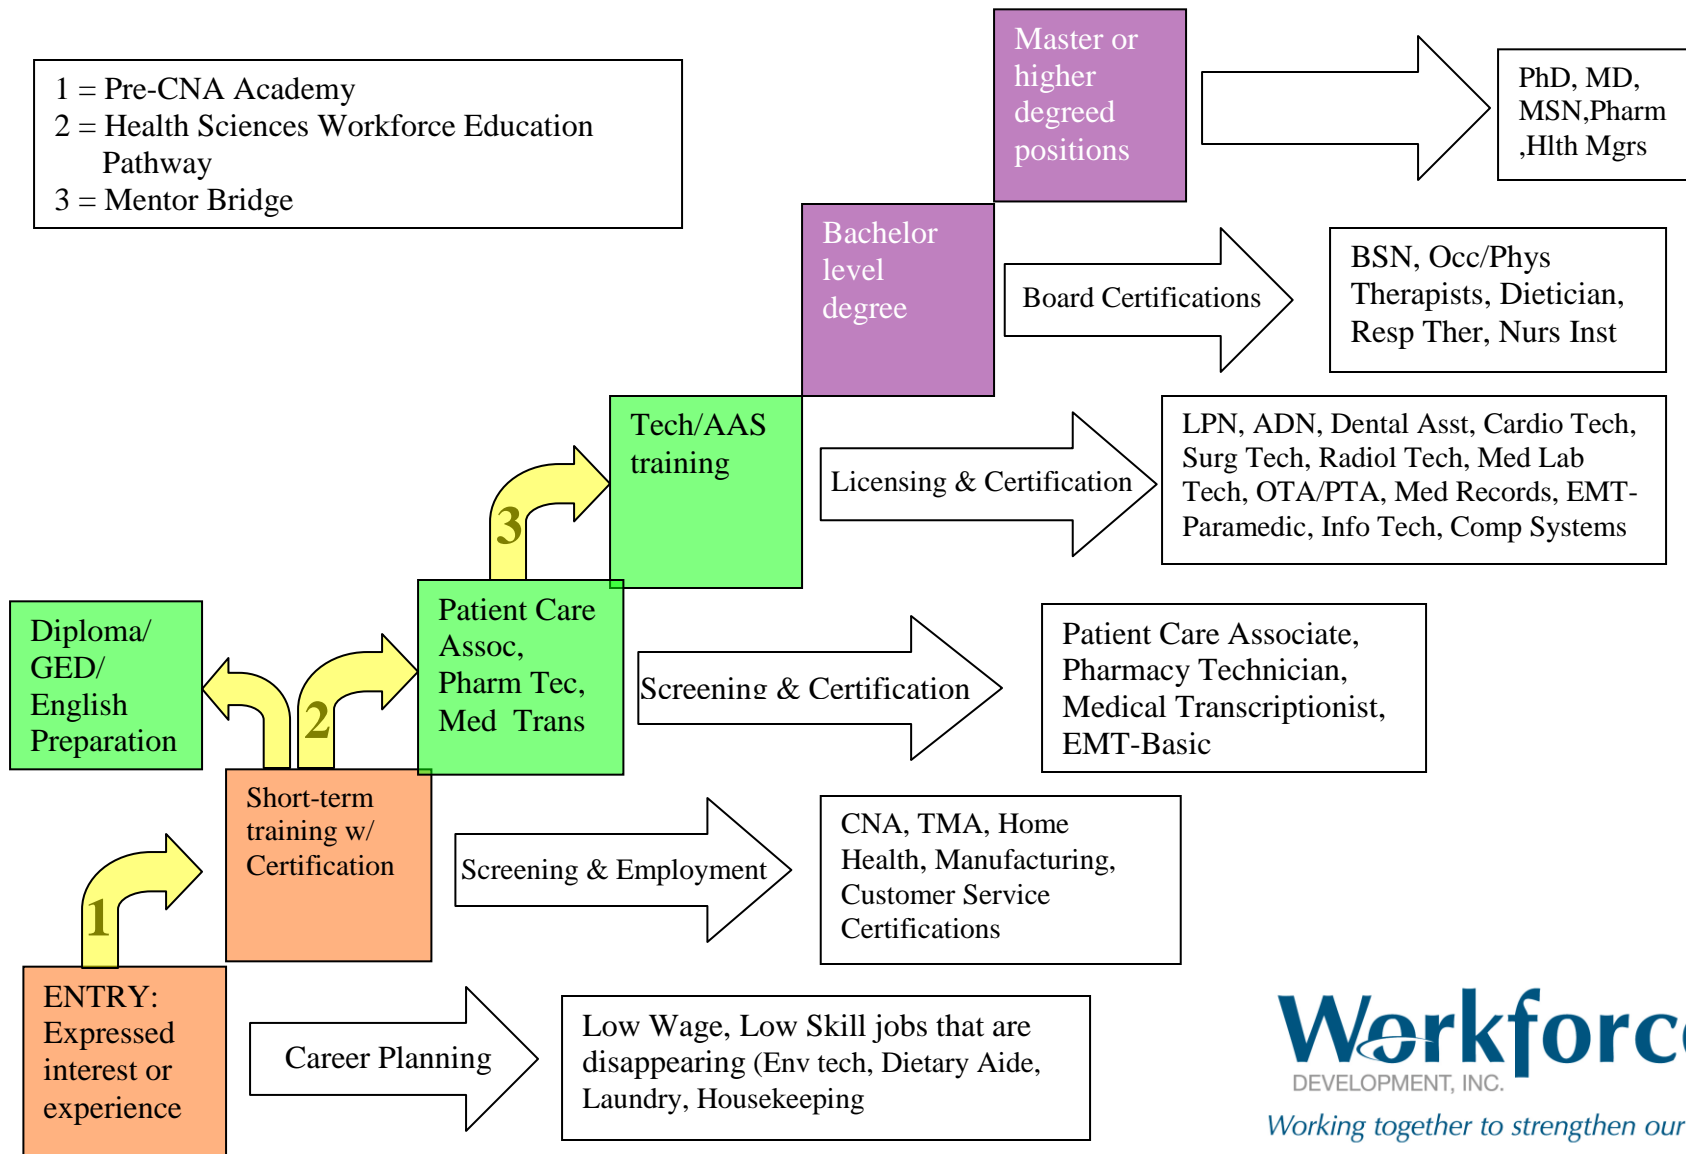 1 = Pre-CNA Academy
2 = Health Sciences Workforce Education
Pathway
3 = Mentor Bridge
Master or
higher
degreed
positions
PhD, MD,
MSN,Pharm
,Hlth Mgrs
Bachelor
level
degree
Board Certifications
BSN, Occ/Phys
Therapists, Dietician,
Resp Ther, Nurs Inst
Tech/AAS
training
Licensing & Certification
LPN, ADN, Dental Asst, Cardio Tech,
Surg Tech, Radiol Tech, Med Lab
Tech, OTA/PTA, Med Records, EMT-
Paramedic, Info Tech, Comp Systems
3
Diploma/
GED/
English
Preparation
2
Patient Care
Assoc,
Pharm Tec,
Med Trans
Screening & Certification
Patient Care Associate,
Pharmacy Technician,
Medical Transcriptionist,
EMT-Basic
1
Short-term
training w/
Certification
Screening & Employment
CNA, TMA, Home
Health, Manufacturing,
Customer Service
Certifications
ENTRY:
Expressed
interest or
experience
Career Planning
Low Wage, Low Skill jobs that are
disappearing (Env tech, Dietary Aide,
Laundry, Housekeeping
Workforc
DEVELOPMENT, INC.
Working together to strengthen our